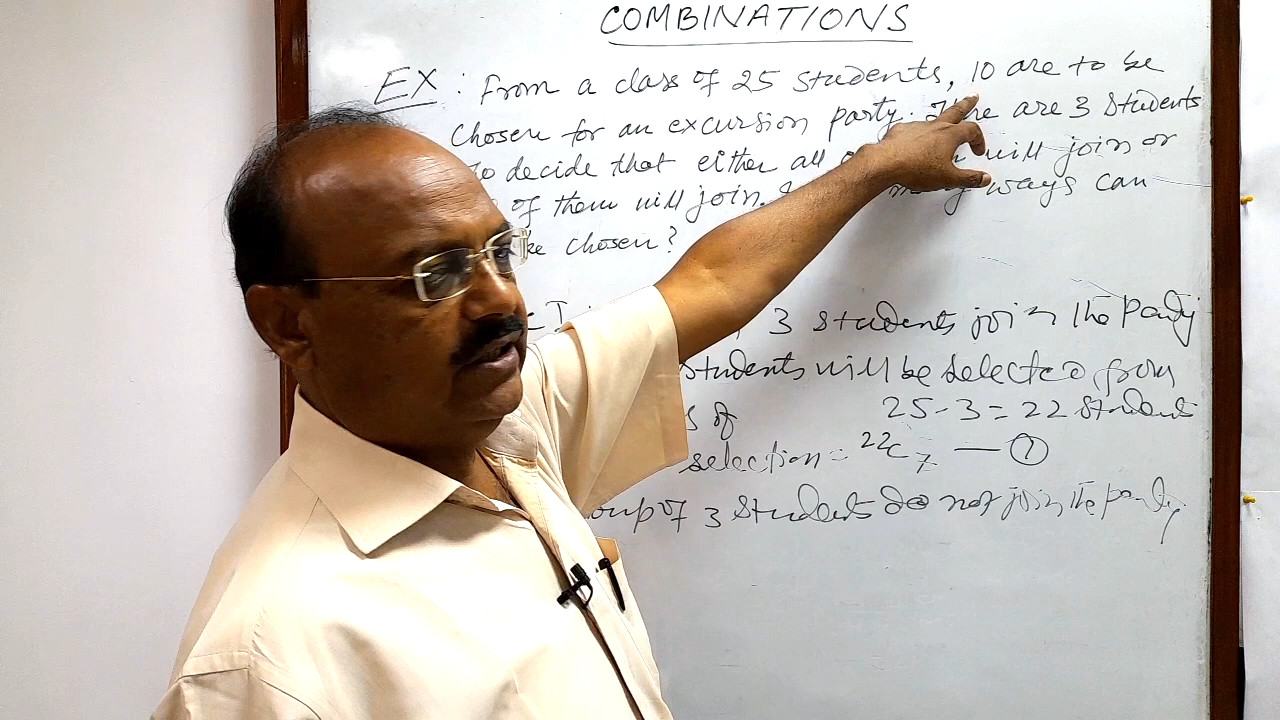 COMBINATIONS
EX: From a class of 25 students, 10 are to be
chosen for an excursion party. There are 3 students
decide that either all will join or
of them will join. many ways can
chosen?
3 students join the party
students will be selected from
of 25-3=22 students
selection = ²²C₇ — ①
of 3 students do not join the party